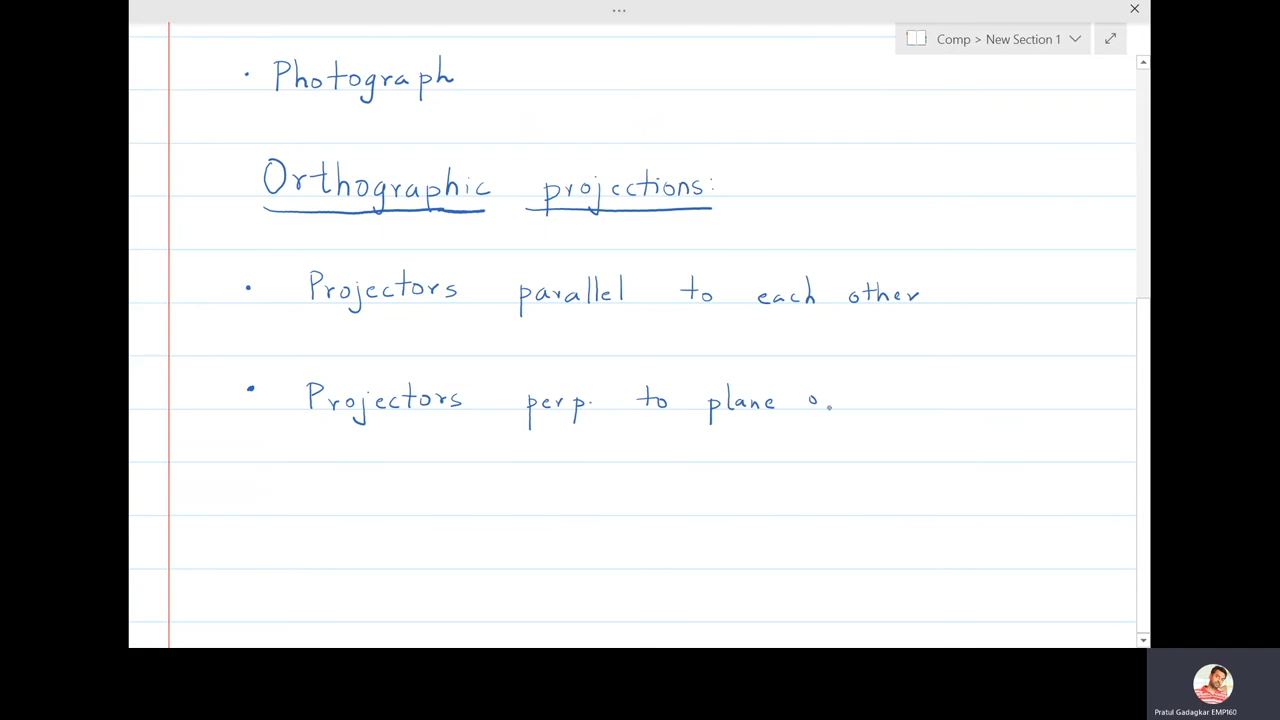 Comp > New Section 1
• Photograph
Orthographic projections:
• Projectors parallel to each other
• Projectors perp. to plane o
Pratul Gadagkar EMP160